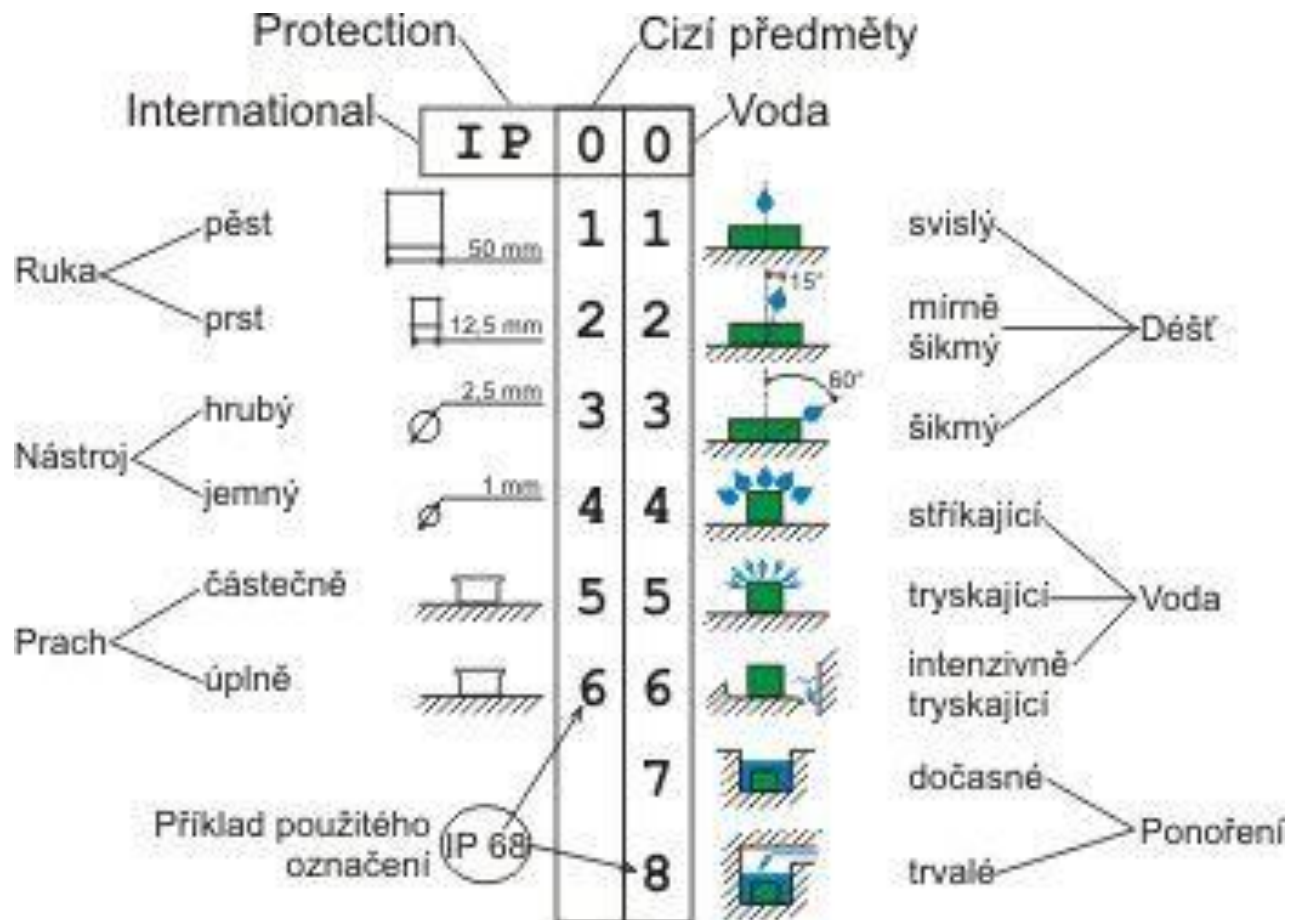 Protection
Cizí předměty
International
Voda
I P 0 0
Ruka
pěst
50 mm
1 1
svislý
prst
12,5 mm
2 2
15°
mírně
šikmý
Déšť
Nástroj
hrubý
2,5 mm
3 3
60°
šikmý
jemný
1 mm
4 4
stříkající
Prach
částečně
5 5
tryskající
Voda
úplně
6 6
intenzivně
tryskající
7
dočasné
Ponoření
Příklad použitého
označení
IP 68
8
trvalé